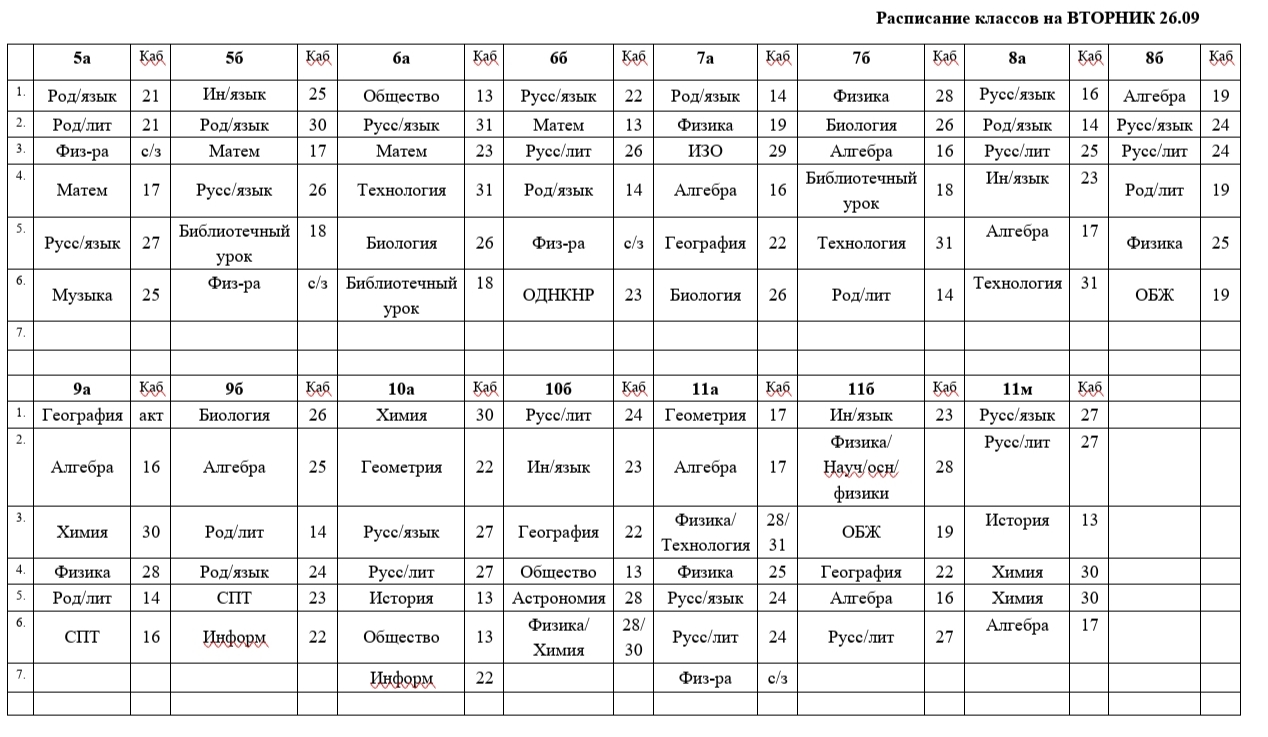 Расписание классов на ВТОРНИК 26.09
5а Каб 5б Каб 6а Каб 6б Каб 7а Каб 7б Каб 8а Каб 8б Каб
1. Род/язык 21 Ин/язык 25 Общество 13 Русс/язык 22 Род/язык 14 Физика 28 Русс/язык 16 Алгебра 19
2. Род/лит 21 Род/язык 30 Русс/язык 31 Матем 13 Физика 19 Биология 26 Род/язык 14 Русс/язык 24
3. Физ-ра с/з Матем 17 Матем 23 Русс/лит 26 ИЗО 29 Алгебра 16 Русс/лит 25 Русс/лит 24
4. Матем 17 Русс/язык 26 Технология 31 Род/язык 14 Алгебра 16 Библиотечный урок 18 Ин/язык 23 Род/лит 19
5. Русс/язык 27 Библиотечный урок 18 Биология 26 Физ-ра с/з География 22 Технология 31 Алгебра 17 Физика 25
6. Музыка 25 Физ-ра с/з Библиотечный урок 18 ОДНКНР 23 Биология 26 Род/лит 14 Технология 31 ОБЖ 19
7.
9а Каб 9б Каб 10а Каб 10б Каб 11а Каб 11б Каб 11м Каб
1. География акт Биология 26 Химия 30 Русс/лит 24 Геометрия 17 Ин/язык 23 Русс/язык 27
2. Алгебра 16 Алгебра 25 Геометрия 22 Ин/язык 23 Алгебра 17 Физика/ Науч/осн/ физики 28 Русс/лит 27
3. Химия 30 Род/лит 14 Русс/язык 27 География 22 Физика/ Технология 28/ 31 ОБЖ 19 История 13
4. Физика 28 Род/язык 24 Русс/лит 27 Общество 13 Физика 25 География 22 Химия 30
5. Род/лит 14 СПТ 23 История 13 Астрономия 28 Русс/язык 24 Алгебра 16 Химия 30
6. СПТ 16 Информ 22 Общество 13 Физика/ Химия 28/ 30 Русс/лит 24 Русс/лит 27 Алгебра 17
7. Информ 22 Физ-ра с/з